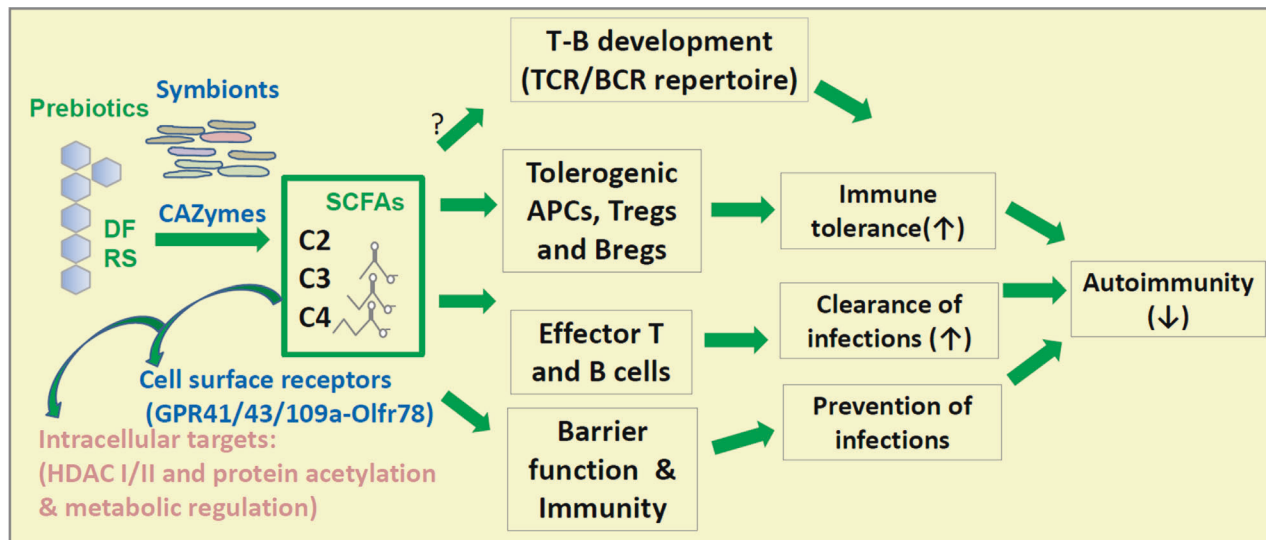 Prebiotics
Symbionts
DF
RS
CAZymes
SCFAs
C2
C3
C4
Cell surface receptors
(GPR41/43/109a-Olfr78)
Intracellular targets:
(HDAC I/II and protein acetylation
& metabolic regulation)
?
T-B development
(TCR/BCR repertoire)
Tolerogenic
APCs, Tregs
and Bregs
Effector T
and B cells
Barrier
function &
Immunity
Immune
tolerance(↑)
Clearance of
infections (↑)
Prevention of
infections
Autoimmunity
(↓)